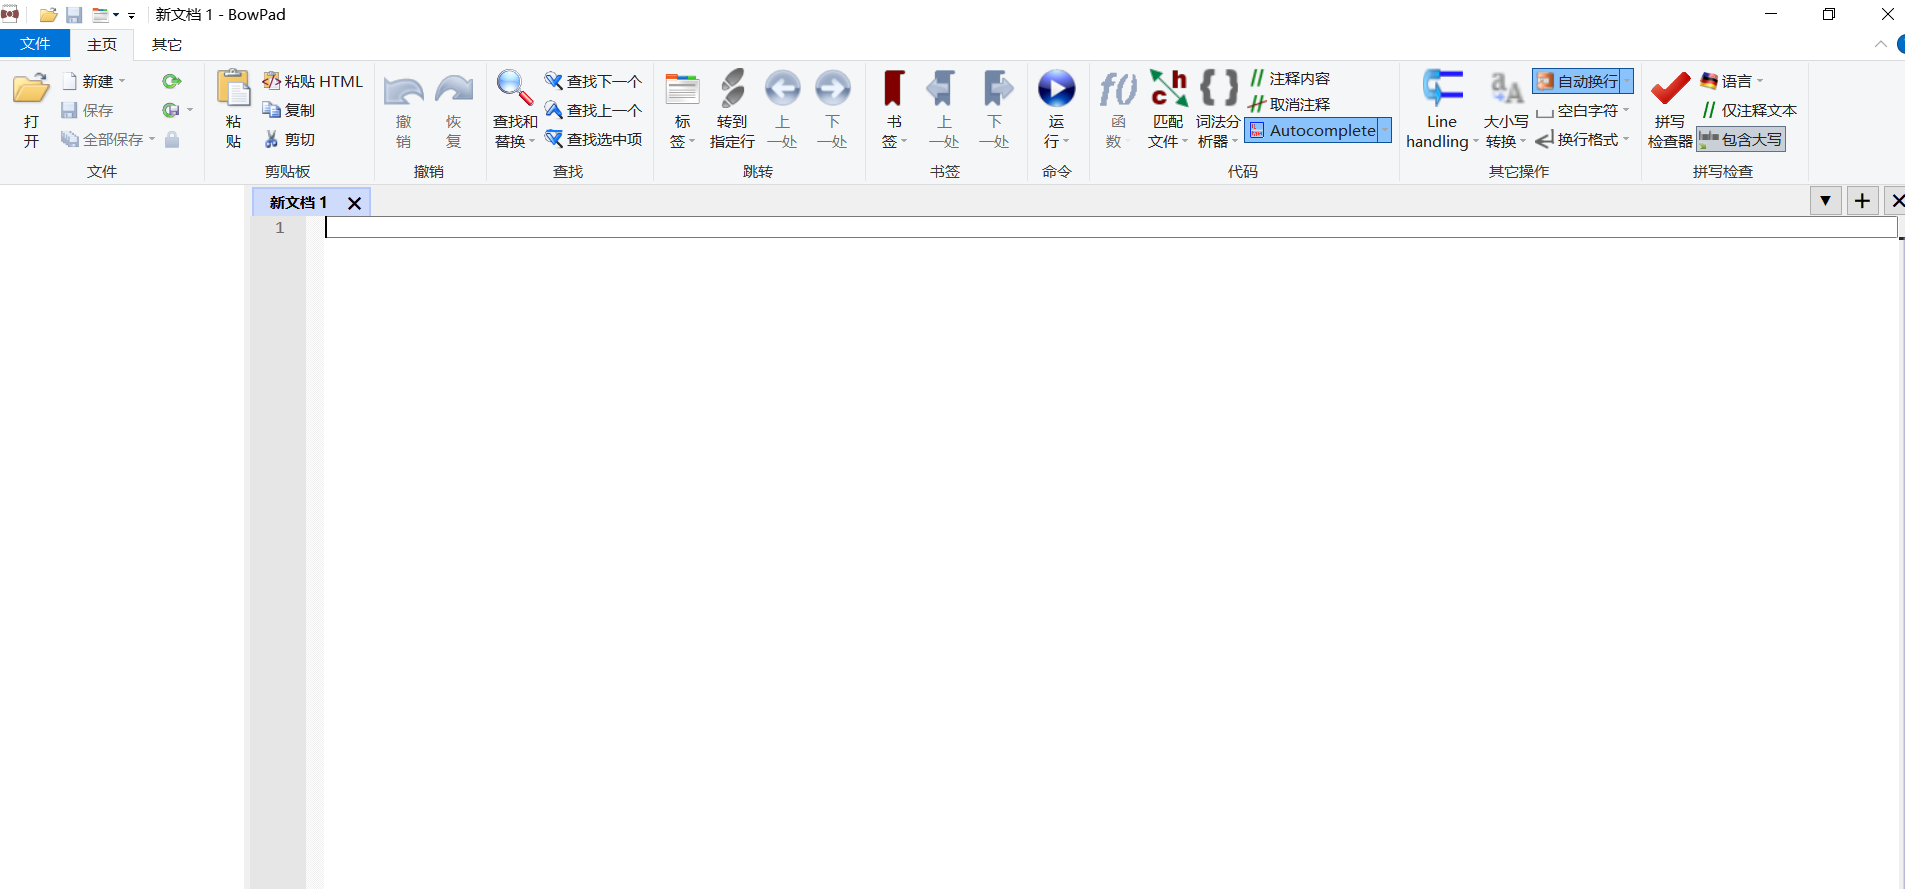 新文档 1 - BowPad
文件 主页 其它
打开
新建
保存
全部保存
文件
粘贴
粘贴 HTML
复制
剪切
剪贴板
撤销
恢复
撤销
查找和替换
查找下一个
查找上一个
查找选中项
查找
标签
转到指定行
上一处
下一处
跳转
书签
上一处
下一处
书签
运行
命令
函数
匹配文件
词法分析器
注释内容
取消注释
Autocomplete
代码
Line handling
大小写转换
自动换行
空白字符
换行格式
其它操作
拼写检查器
语言
仅注释文本
包含大写
拼写检查
新文档 1
1